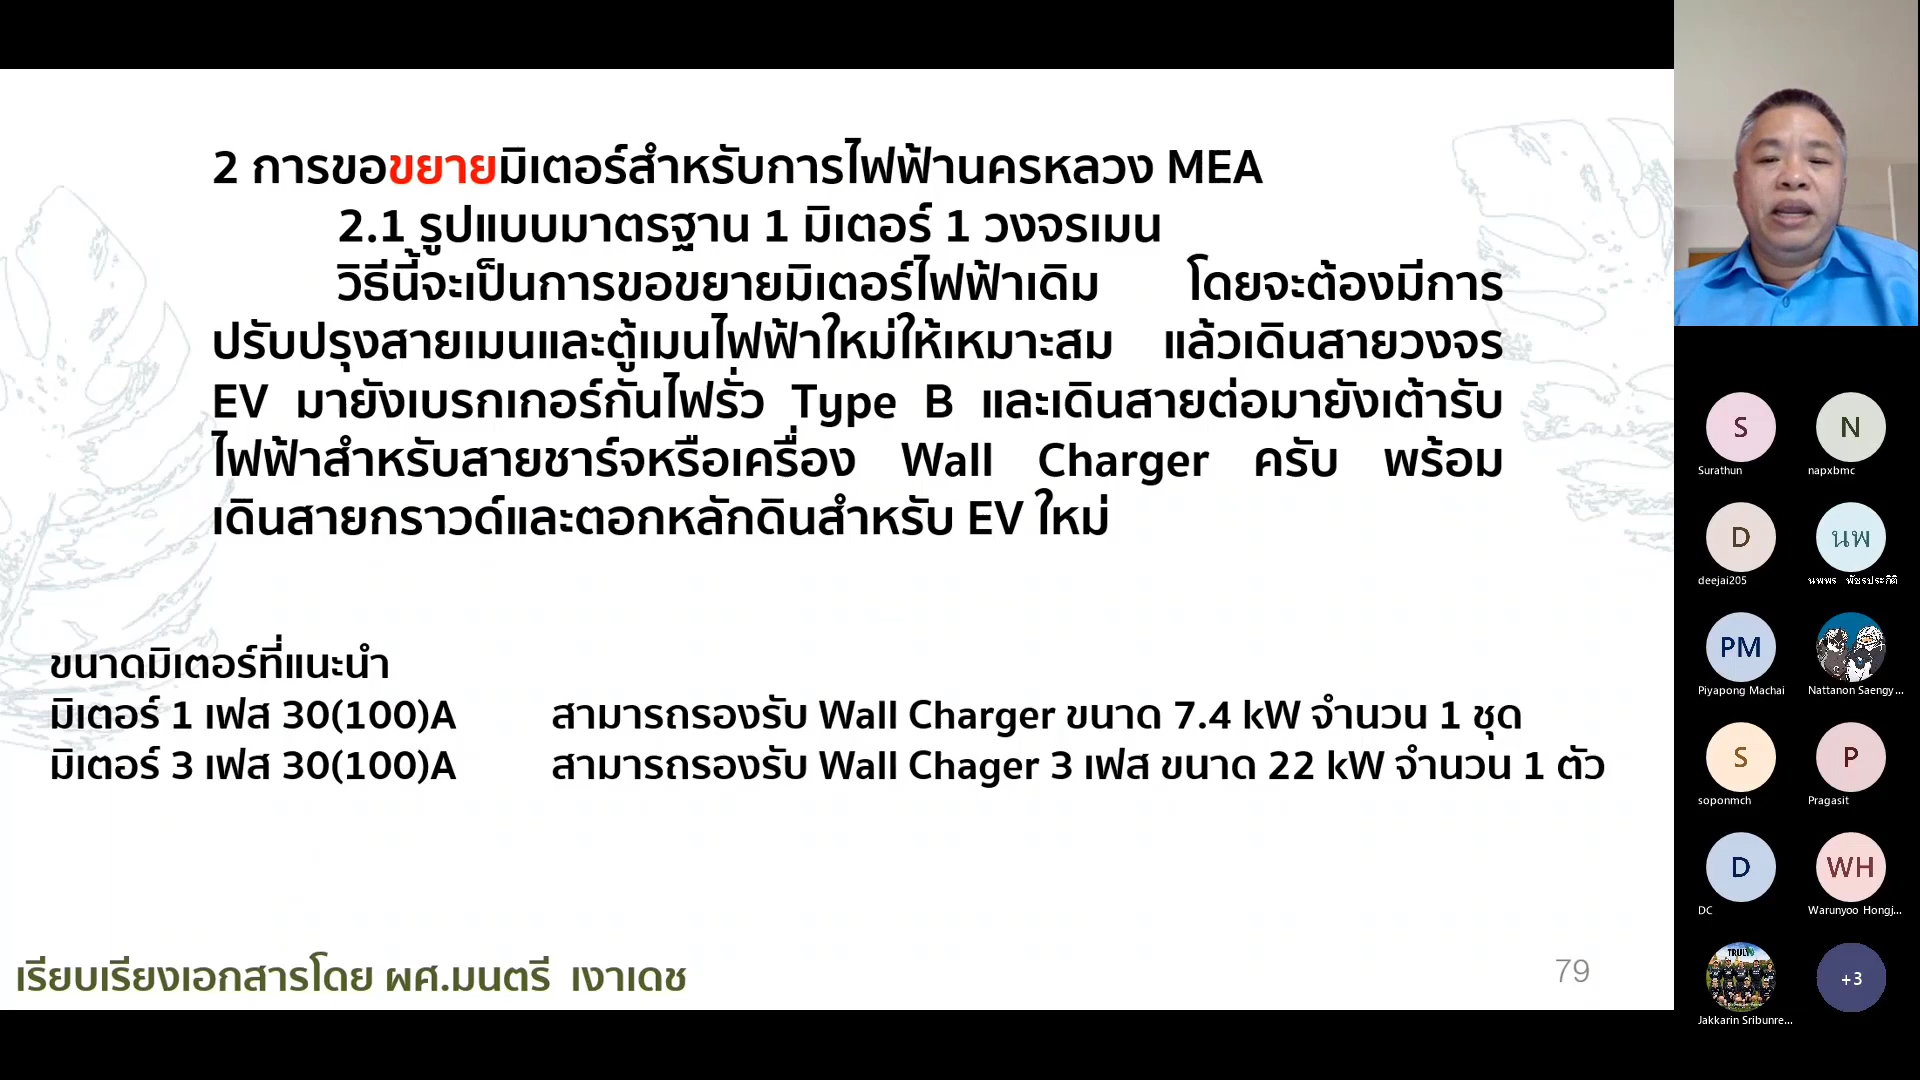 2 การขอขยายมิเตอร์สำหรับการไฟฟ้านครหลวง MEA
2.1 รูปแบบมาตรฐาน 1 มิเตอร์ 1 วงจรเมน
วิธีนี้จะเป็นการขอขยายมิเตอร์ไฟฟ้าเดิม โดยจะต้องมีการ
ปรับปรุงสายเมนและตู้เมนไฟฟ้าใหม่ให้เหมาะสม แล้วเดินสายวงจร
EV มายังเบรกเกอร์กันไฟรั่ว Type B และเดินสายต่อมายังเต้ารับ
ไฟฟ้าสำหรับสายชาร์จหรือเครื่อง Wall Charger ครับ พร้อม
เดินสายกราวด์และตอกหลักดินสำหรับ EV ใหม่
ขนาดมิเตอร์ที่แนะนำ
มิเตอร์ 1 เฟส 30(100)A สามารถรองรับ Wall Charger ขนาด 7.4 kW จำนวน 1 ชุด
มิเตอร์ 3 เฟส 30(100)A สามารถรองรับ Wall Chager 3 เฟส ขนาด 22 kW จำนวน 1 ตัว
เรียบเรียงเอกสารโดย ผศ.มนตรี เงาเดช
79
S N
Surathun napxbmc
D นพ
deejai205 นพพร พัชรประกิติ
PM
Piyapong Machai Nattanon Saengy...
S P
soponmch Pragasit
D WH
DC Warunyoo Hongj...
TRULY
+3
Jakkarin Sribunre...